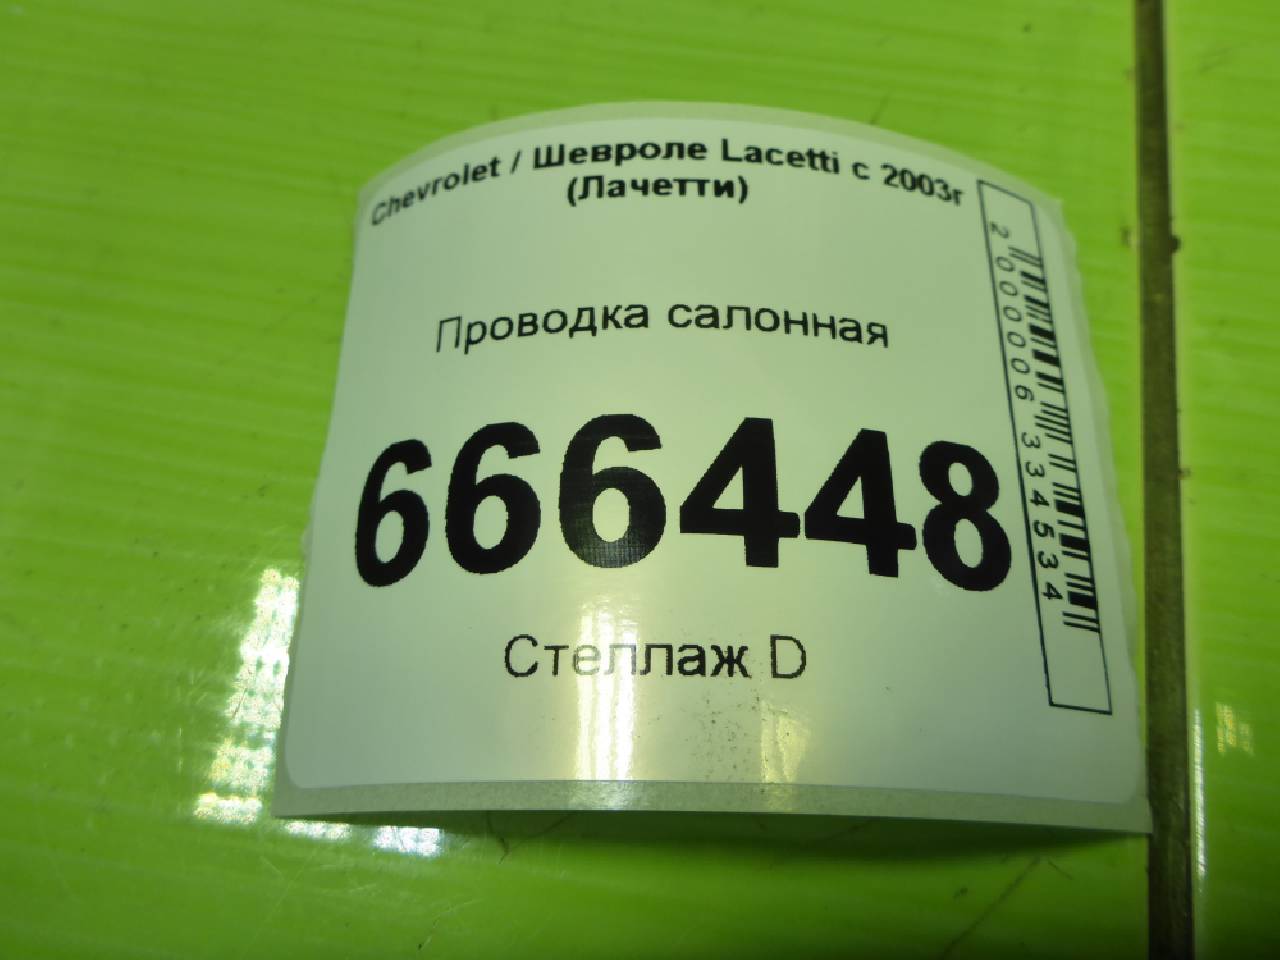 Chevrolet / Шевроле Lacetti с 2003г
(Лачетти)
Проводка салонная
666448
Стеллаж D
2000006334534